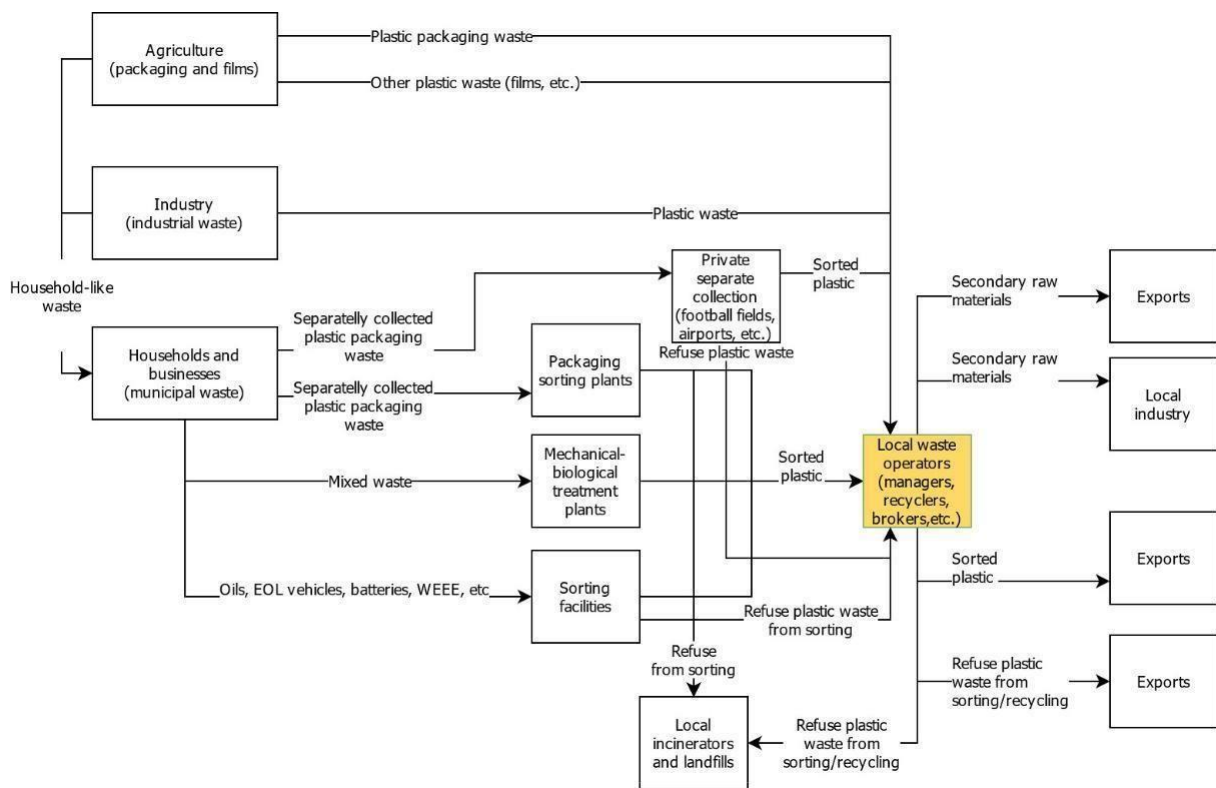 Agriculture
(packaging and films)
Plastic packaging waste
Other plastic waste (films, etc.)
Industry
(industrial waste)
Plastic waste
Household-like
waste
Households and
businesses
(municipal waste)
Separatelly collected
plastic packaging
waste
Separatelly collected
plastic packaging
waste
Private
separate
collection
(football fields,
airports, etc.)
Sorted
plastic
Refuse plastic waste
Packaging
sorting plants
Mixed waste
Mechanical-
biological
treatment
plants
Sorted
plastic
Oils, EOL vehicles, batteries, WEEE, etc
Sorting
facilities
Refuse plastic waste
from sorting
Refuse
from sorting
Local
incinerators
and landfills
Refuse plastic
waste from
sorting/recycling
Local waste
operators
(managers,
recyclers,
brokers,etc.)
Secondary raw
materials
Exports
Secondary raw
materials
Local
industry
Sorted
plastic
Exports
Refuse plastic
waste from
sorting/recycling
Exports